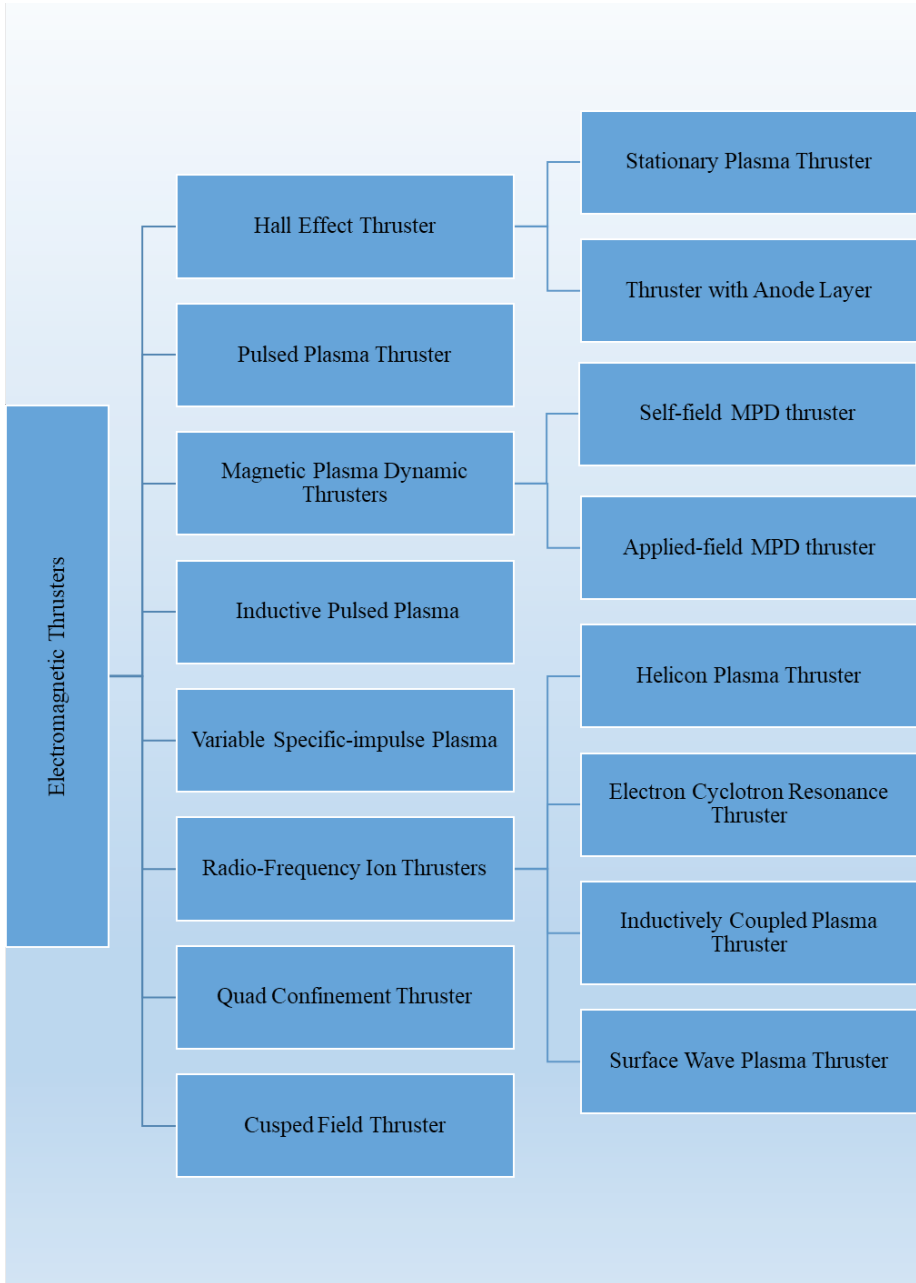 Electromagnetic Thrusters
Hall Effect Thruster
Stationary Plasma Thruster
Thruster with Anode Layer
Pulsed Plasma Thruster
Magnetic Plasma Dynamic
Thrusters
Self-field MPD thruster
Applied-field MPD thruster
Inductive Pulsed Plasma
Variable Specific-impulse Plasma
Radio-Frequency Ion Thrusters
Helicon Plasma Thruster
Electron Cyclotron Resonance
Thruster
Inductively Coupled Plasma
Thruster
Surface Wave Plasma Thruster
Quad Confinement Thruster
Cusped Field Thruster